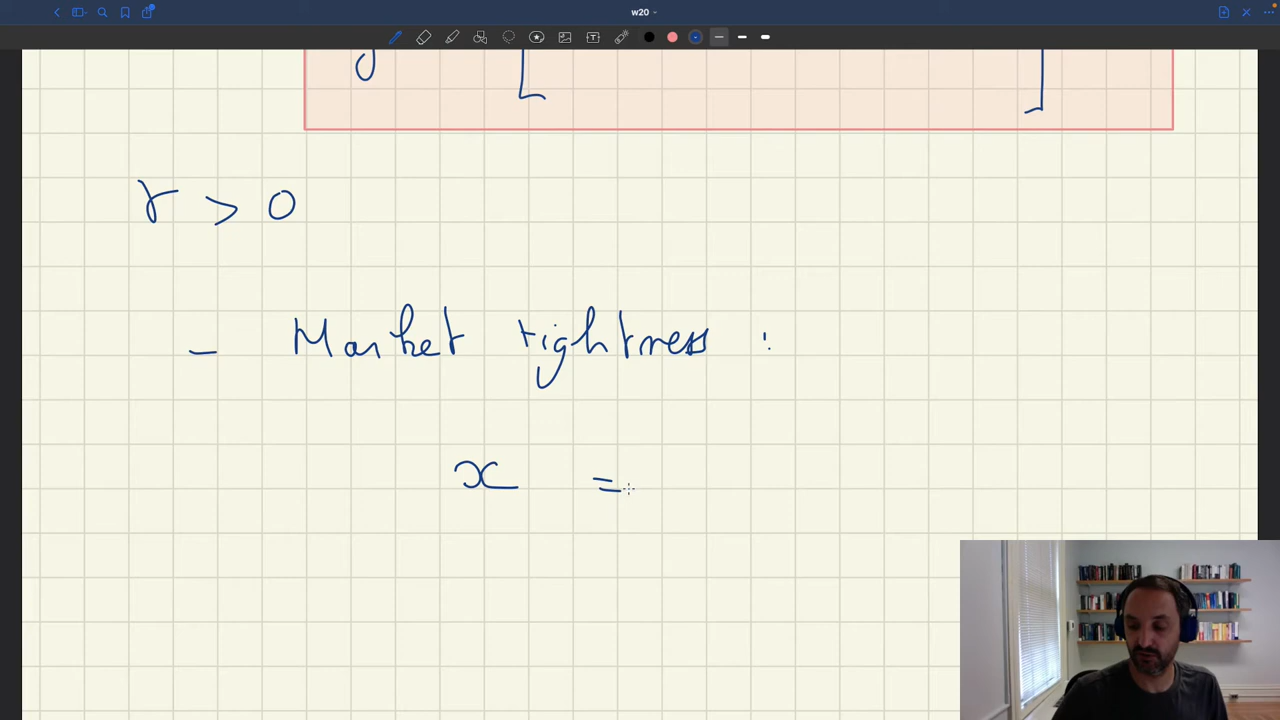 w20
γ > 0
- Market tightness :
x =